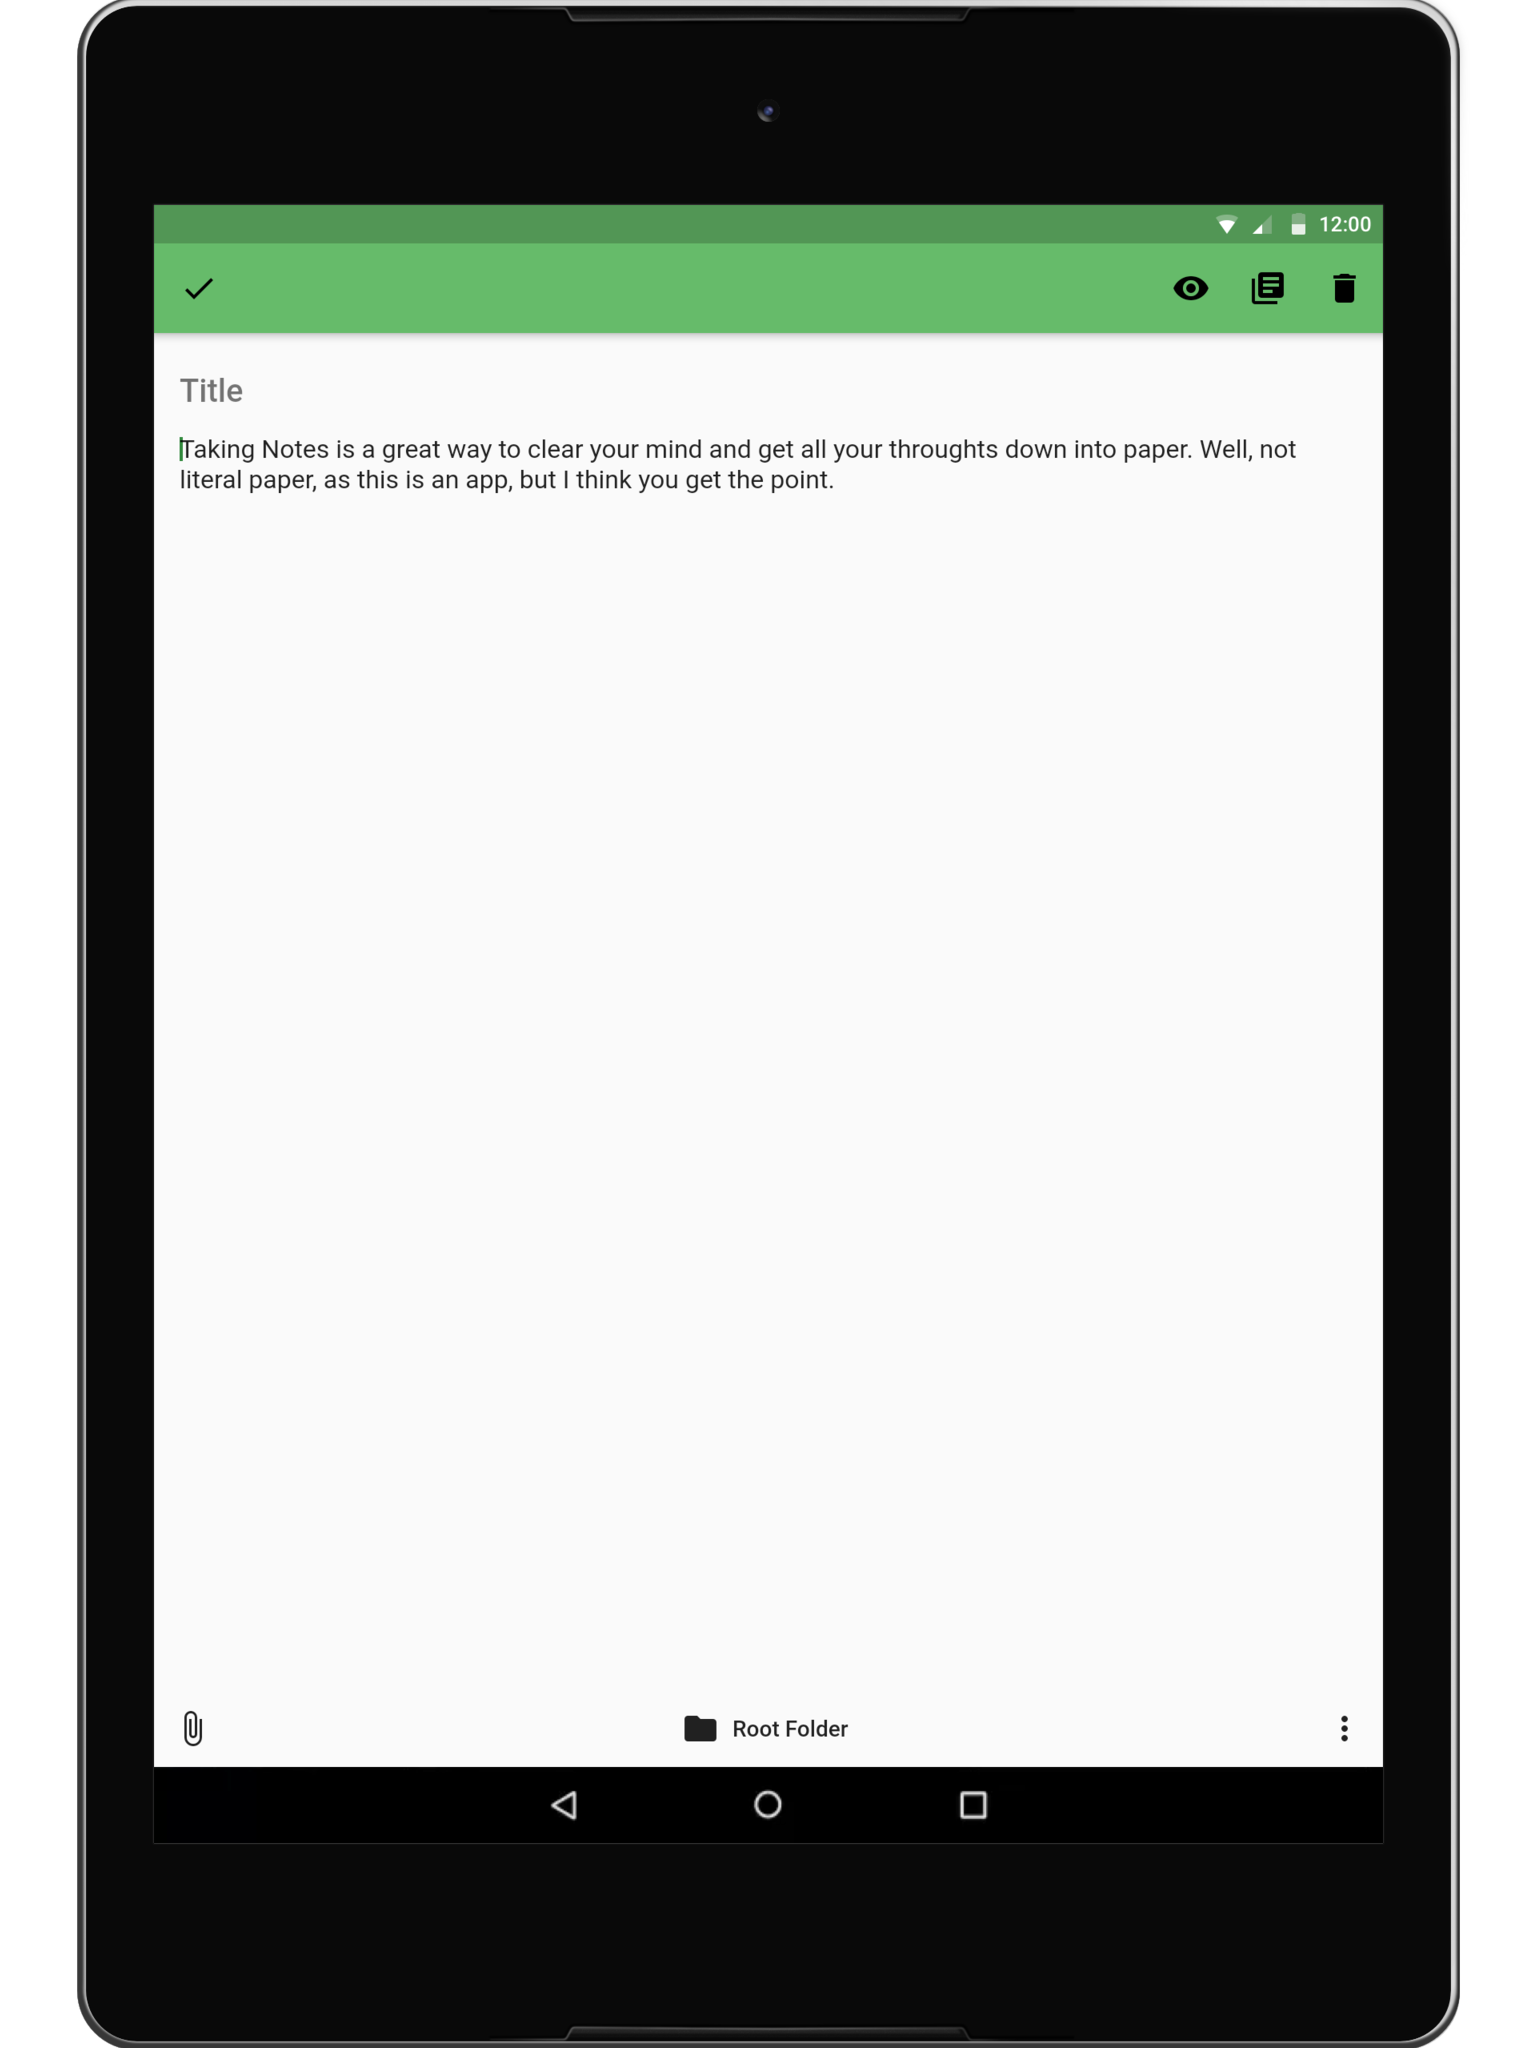 12:00
Title
Taking Notes is a great way to clear your mind and get all your throughts down into paper. Well, not
literal paper, as this is an app, but I think you get the point.
Root Folder